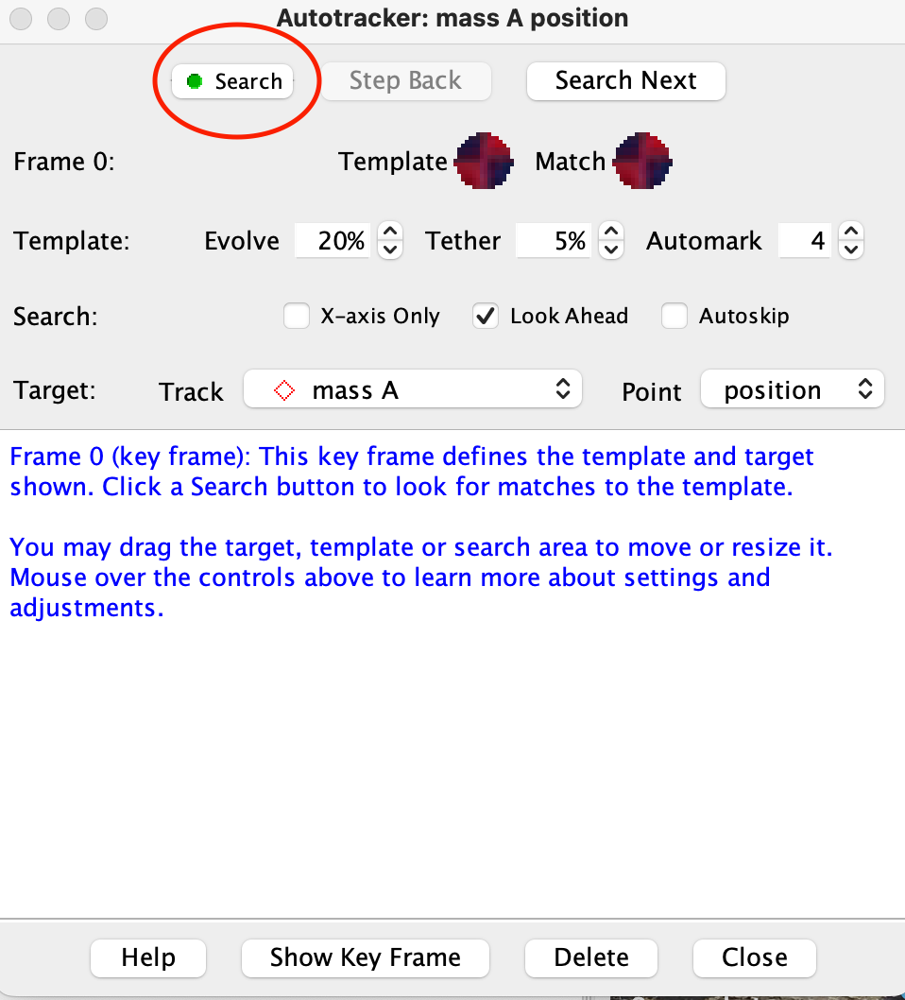 Autotracker: mass A position
Search Step Back Search Next
Frame 0: Template Match
Template: Evolve 20% Tether 5% Automark 4
Search: X-axis Only Look Ahead Autoskip
Target: Track mass A Point position
Frame 0 (key frame): This key frame defines the template and target
shown. Click a Search button to look for matches to the template.
You may drag the target, template or search area to move or resize it.
Mouse over the controls above to learn more about settings and
adjustments.
Help Show Key Frame Delete Close